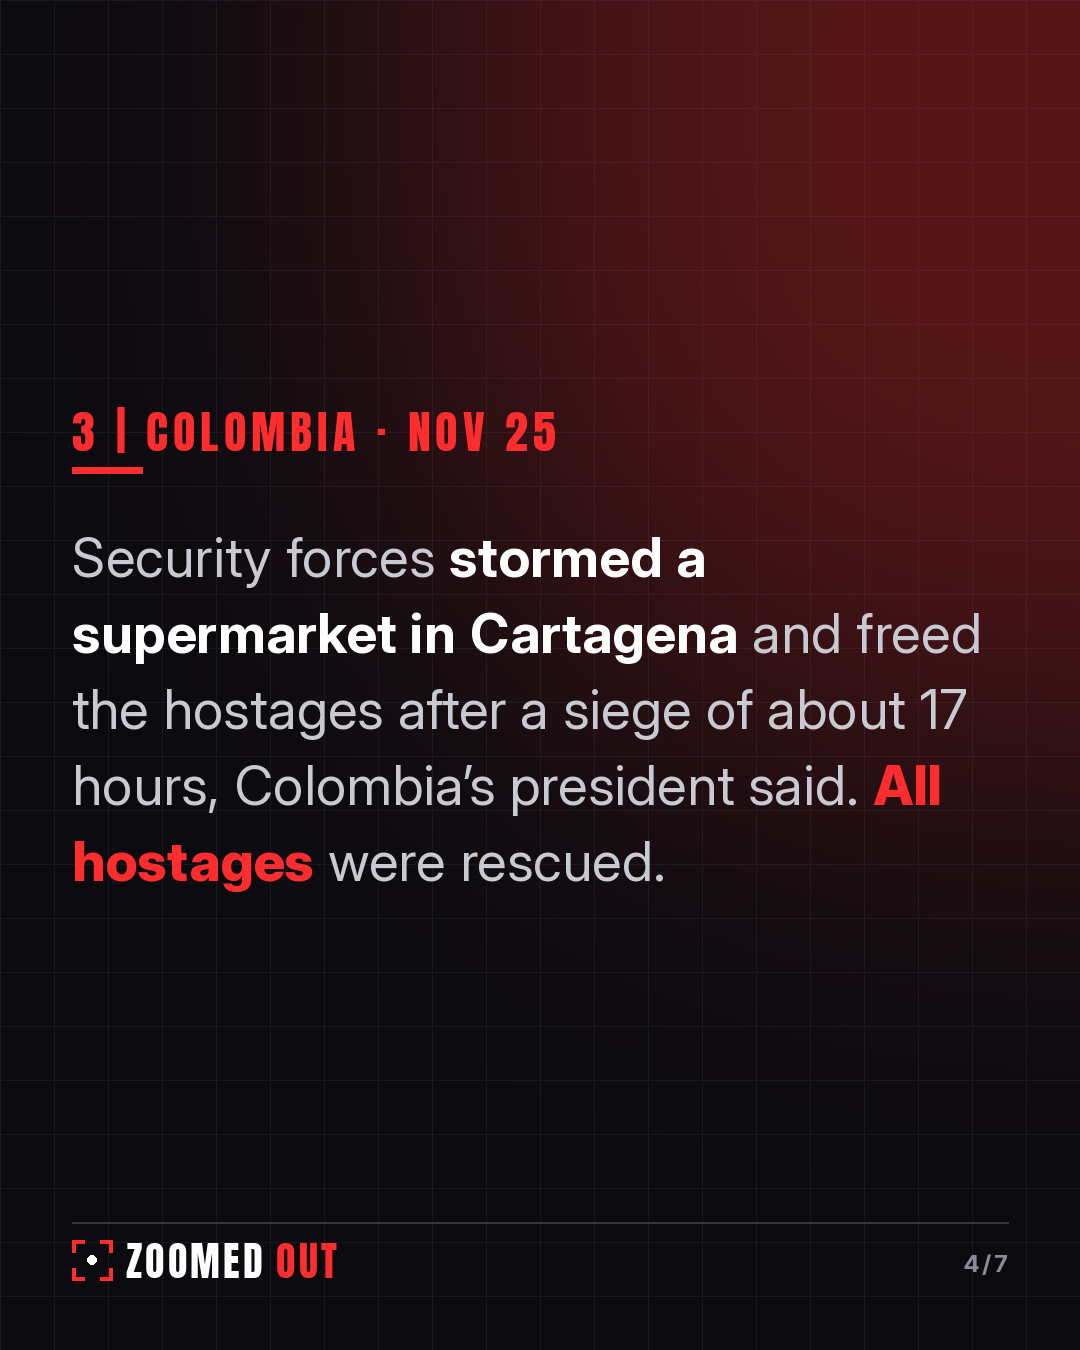 3 | COLOMBIA · NOV 25
Security forces stormed a
supermarket in Cartagena and freed
the hostages after a siege of about 17
hours, Colombia’s president said. All
hostages were rescued.
ZOOMED OUT
4/7